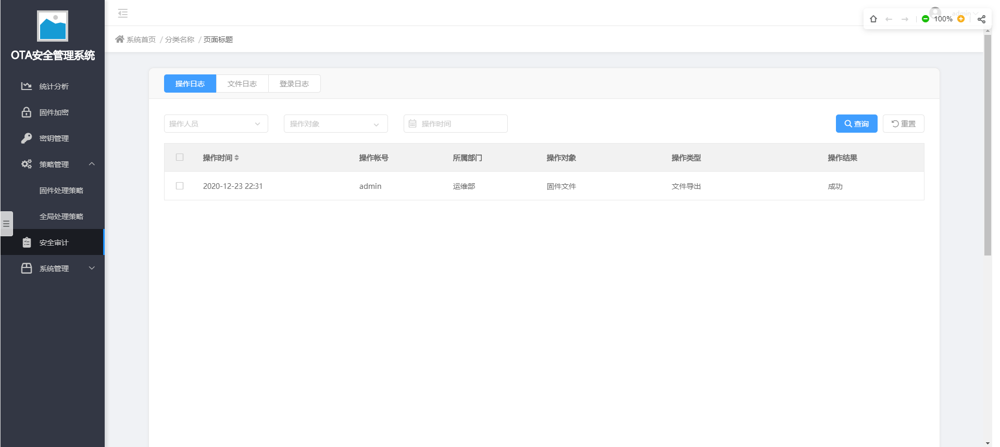 OTA安全管理系统
统计分析
固件加密
密钥管理
策略管理
固件处理策略
全局处理策略
安全审计
系统管理
admin
100%
系统首页 / 分类名称 / 页面标题
操作日志 文件日志 登录日志
操作人员 操作对象 操作时间 查询 重置
操作时间 操作帐号 所属部门 操作对象 操作类型 操作结果
2020-12-23 22:31 admin 运维部 固件文件 文件导出 成功